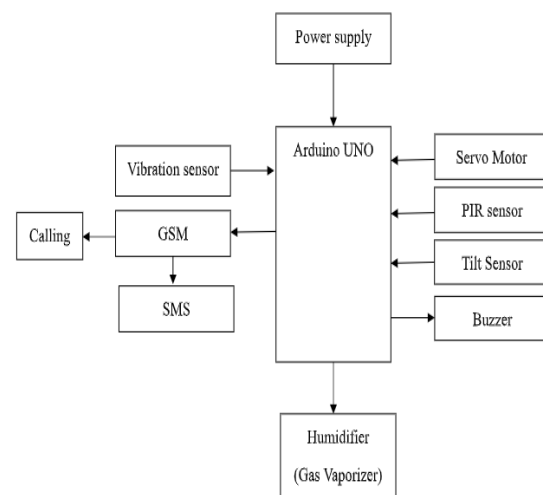 Power supply
Arduino UNO
Vibration sensor
Servo Motor
PIR sensor
Calling
GSM
Tilt Sensor
SMS
Buzzer
Humidifier
(Gas Vaporizer)